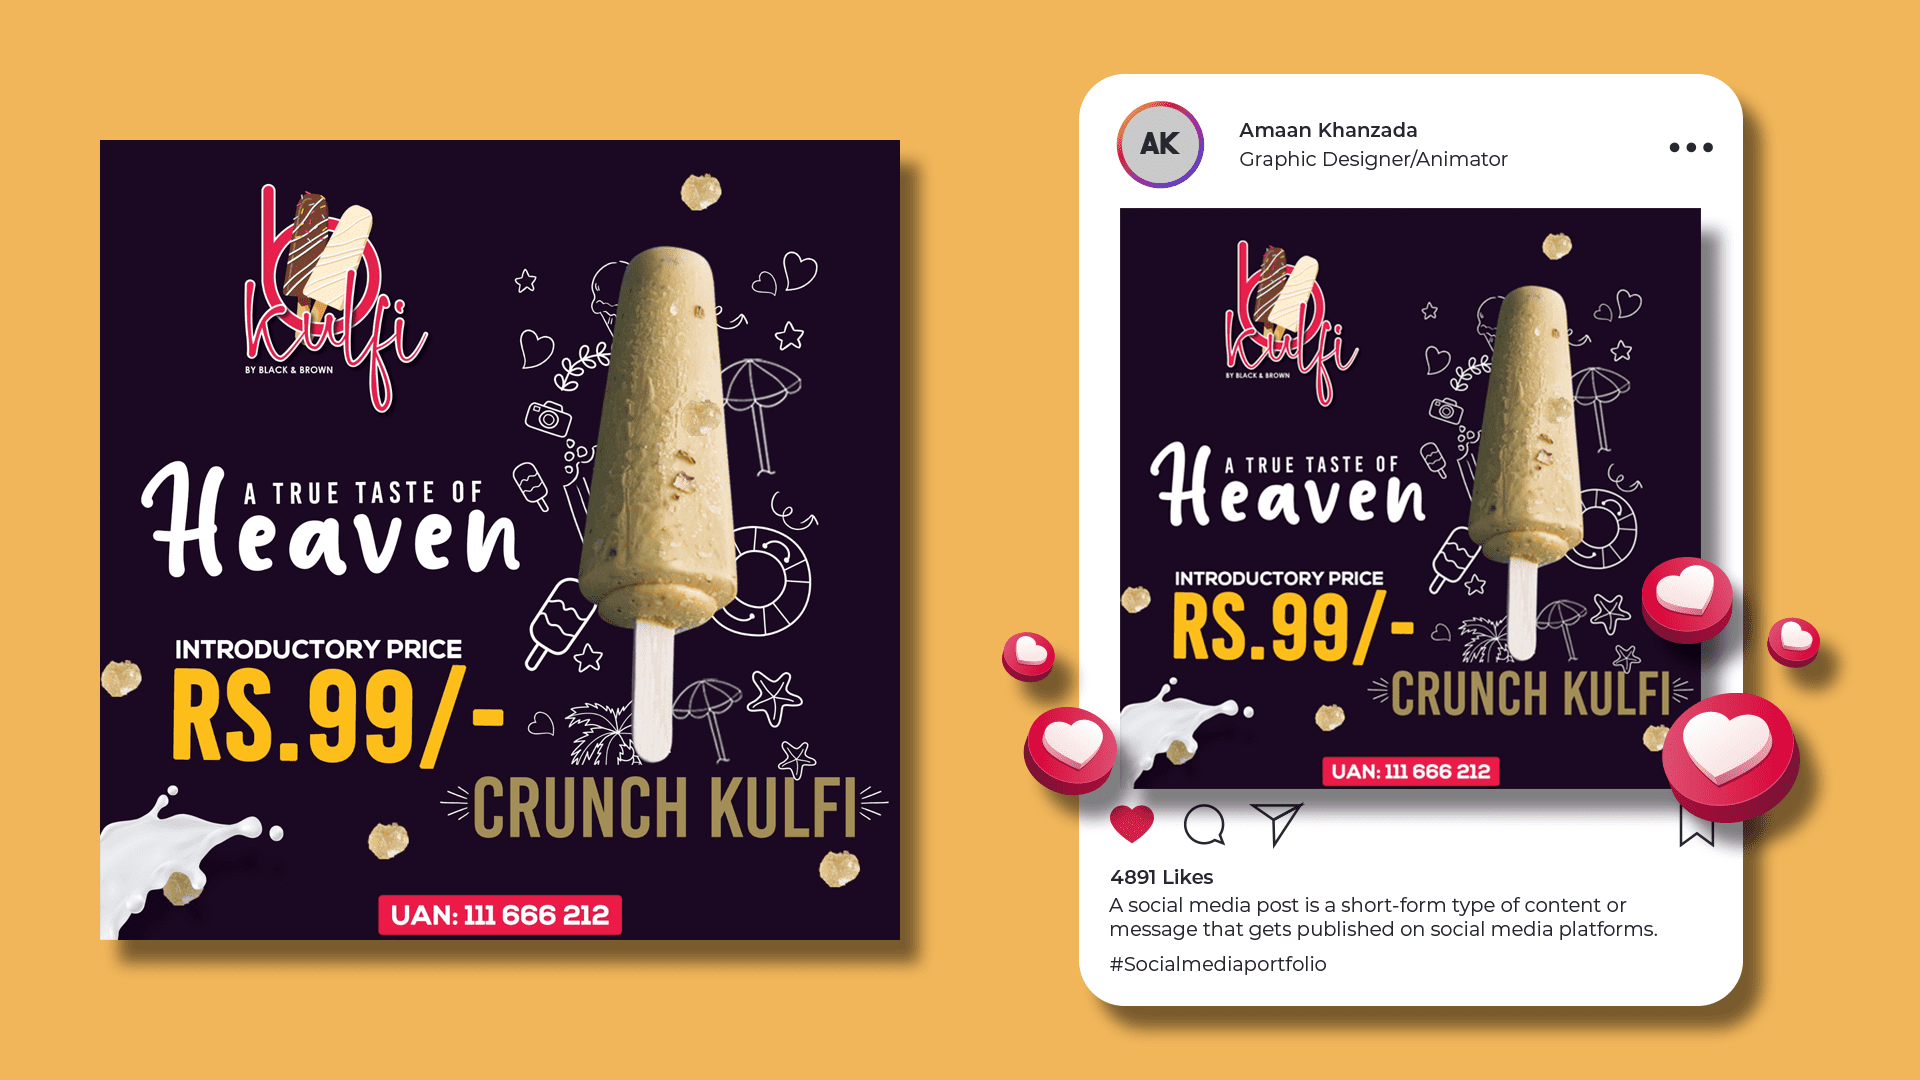 b
kulfi
BY BLACK & BROWN
A TRUE TASTE OF
Heaven
INTRODUCTORY PRICE
RS.99/-
CRUNCH KULFI
UAN: 111 666 212
AK
Amaan Khanzada
Graphic Designer/Animator
b
kulfi
BY BLACK & BROWN
A TRUE TASTE OF
Heaven
INTRODUCTORY PRICE
RS.99/-
CRUNCH KULFI
UAN: 111 666 212
4891 Likes
A social media post is a short-form type of content or
message that gets published on social media platforms.
#Socialmediaportfolio